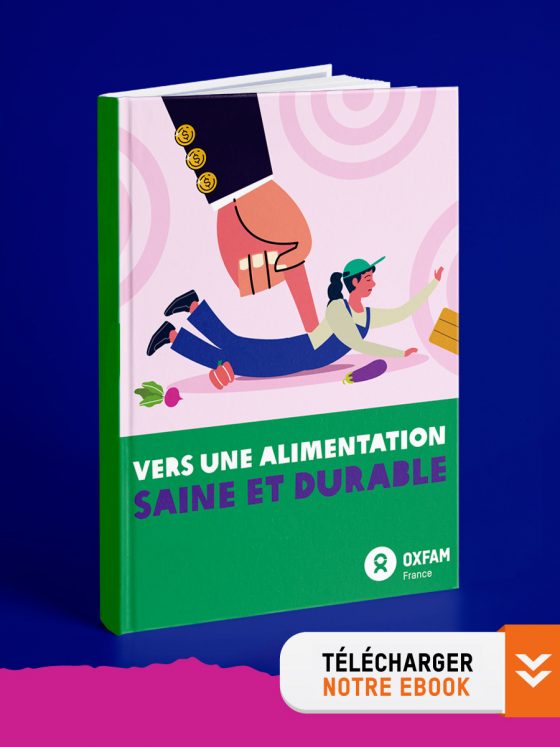 VERS UNE ALIMENTATION
SAINE ET DURABLE
OXFAM
France
TÉLÉCHARGER
NOTRE EBOOK